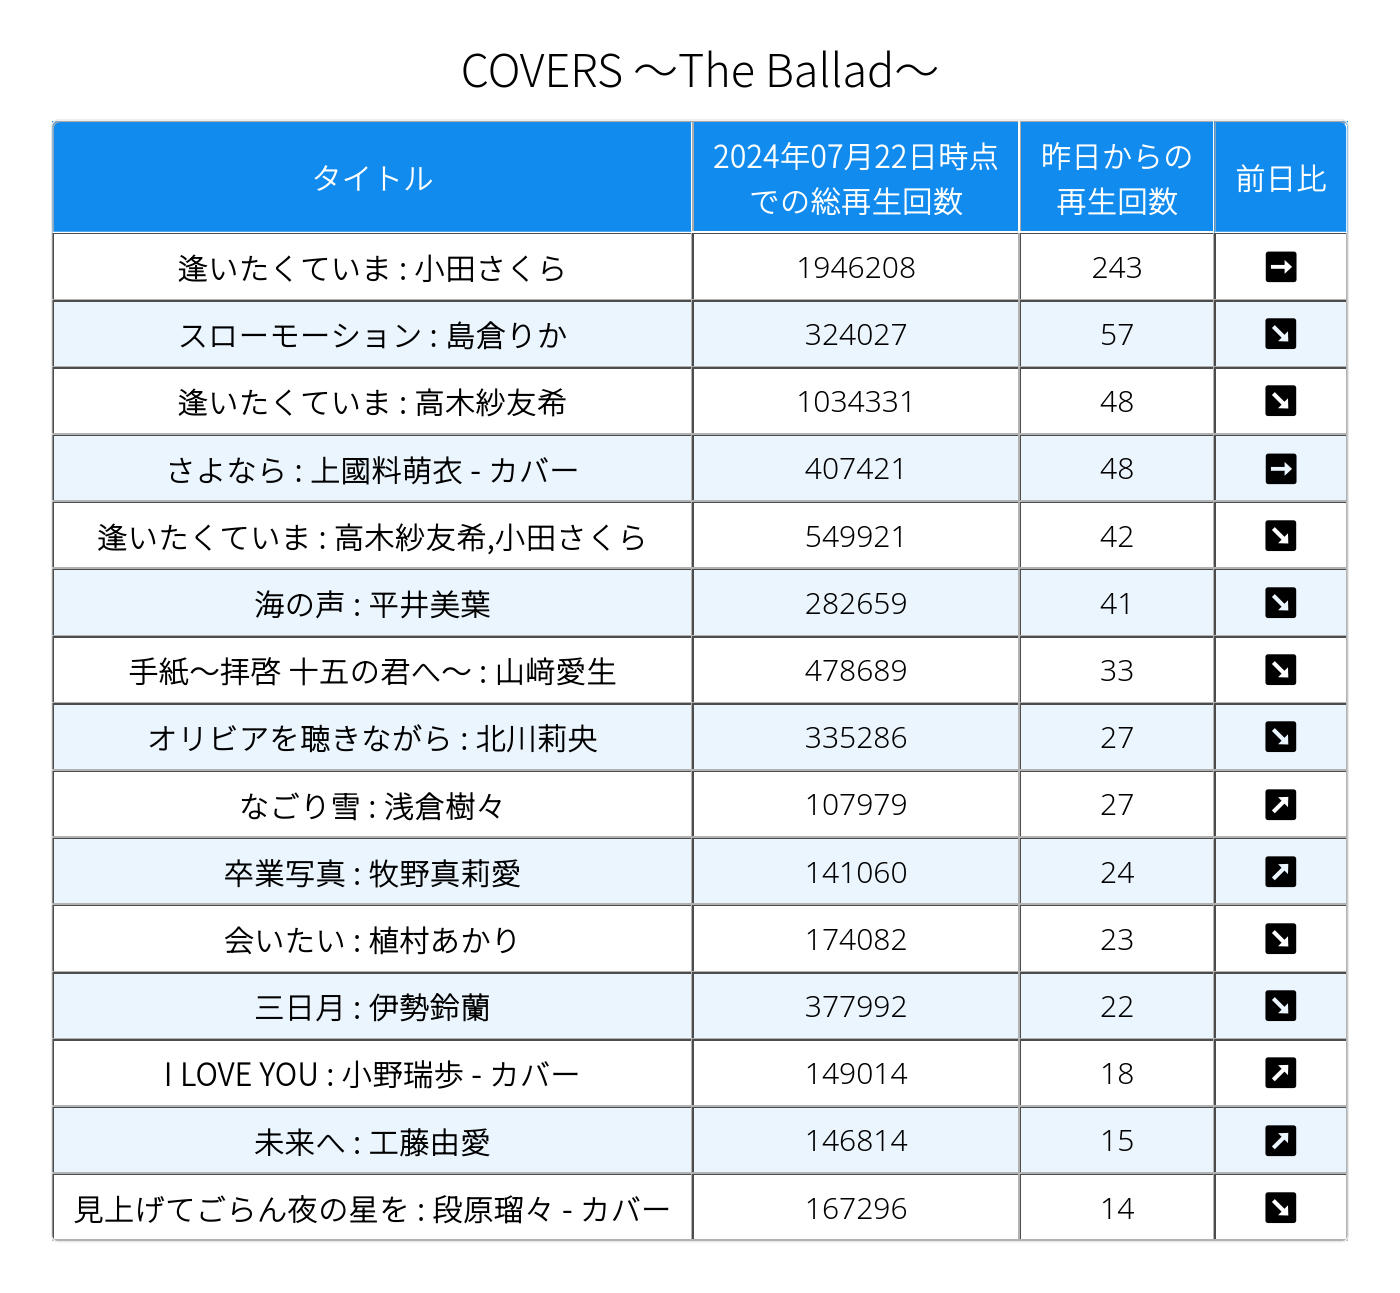 COVERS ～The Ballad～
タイトル
2024年07月22日時点
での総再生回数
昨日からの
再生回数
前日比
逢いたくていま : 小田さくら 1946208 243 ➡
スローモーション : 島倉りか 324027 57 ↘
逢いたくていま : 高木紗友希 1034331 48 ↘
さよなら : 上國料萌衣 - カバー 407421 48 ➡
逢いたくていま : 高木紗友希,小田さくら 549921 42 ↘
海の声 : 平井美葉 282659 41 ↘
手紙～拝啓 十五の君へ～ : 山﨑愛生 478689 33 ↘
オリビアを聴きながら : 北川莉央 335286 27 ↘
なごり雪 : 浅倉樹々 107979 27 ↗
卒業写真 : 牧野真莉愛 141060 24 ↗
会いたい : 植村あかり 174082 23 ↘
三日月 : 伊勢鈴蘭 377992 22 ↘
I LOVE YOU : 小野瑞歩 - カバー 149014 18 ↗
未来へ : 工藤由愛 146814 15 ↗
見上げてごらん夜の星を : 段原瑠々 - カバー 167296 14 ↘